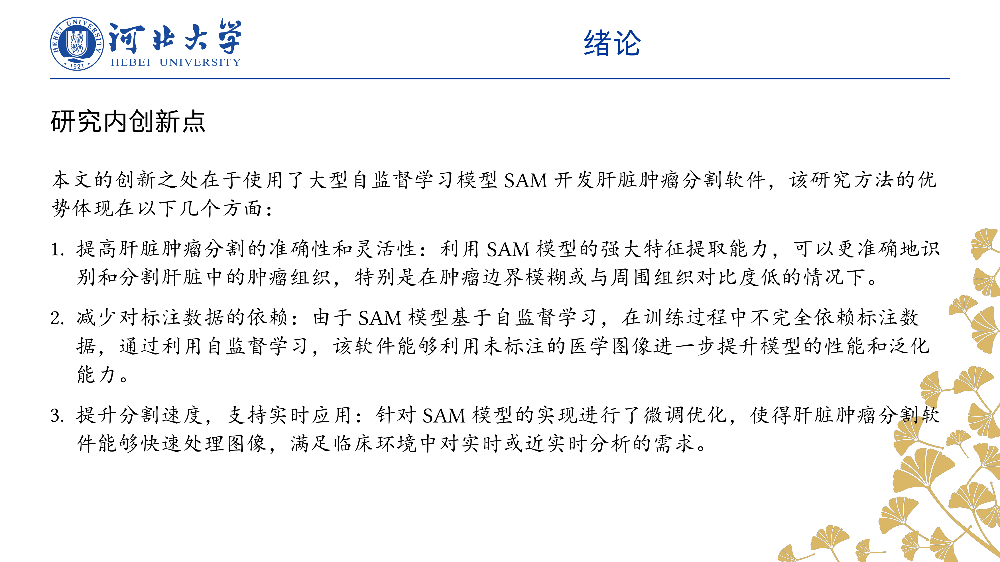 HEBEI UNIVERSITY
1921
河北大学
HEBEI UNIVERSITY
绪论
研究内创新点
本文的创新之处在于使用了大型自监督学习模型 SAM 开发肝脏肿瘤分割软件，该研究方法的优
势体现在以下几个方面：
1. 提高肝脏肿瘤分割的准确性和灵活性：利用 SAM 模型的强大特征提取能力，可以更准确地识
别和分割肝脏中的肿瘤组织，特别是在肿瘤边界模糊或与周围组织对比度低的情况下。
2. 减少对标注数据的依赖：由于 SAM 模型基于自监督学习，在训练过程中不完全依赖标注数
据，通过利用自监督学习，该软件能够利用未标注的医学图像进一步提升模型的性能和泛化
能力。
3. 提升分割速度，支持实时应用：针对 SAM 模型的实现进行了微调优化，使得肝脏肿瘤分割软
件能够快速处理图像，满足临床环境中对实时或近实时分析的需求。